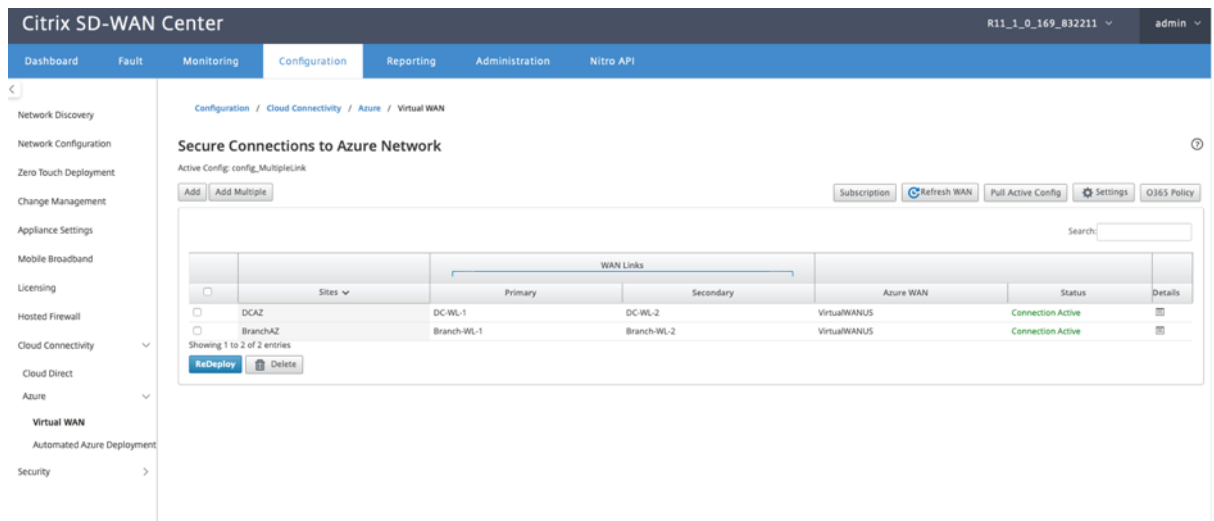 Citrix SD-WAN Center
R11_1_0_169_832211
admin
Dashboard Fault Monitoring Configuration Reporting Administration Nitro API
Network Discovery
Network Configuration
Zero Touch Deployment
Change Management
Appliance Settings
Mobile Broadband
Licensing
Hosted Firewall
Cloud Connectivity
Cloud Direct
Azure
Virtual WAN
Automated Azure Deployment
Security
Configuration / Cloud Connectivity / Azure / Virtual WAN
Secure Connections to Azure Network
Active Config: config_MultipleLink
Add Add Multiple Subscription Refresh WAN Pull Active Config Settings O365 Policy
Search:
WAN Links
Sites Primary Secondary Azure WAN Status Details
DCAZ DC-WL-1 DC-WL-2 VirtualWANUS Connection Active
BranchAZ Branch-WL-1 Branch-WL-2 VirtualWANUS Connection Active
Showing 1 to 2 of 2 entries
ReDeploy Delete